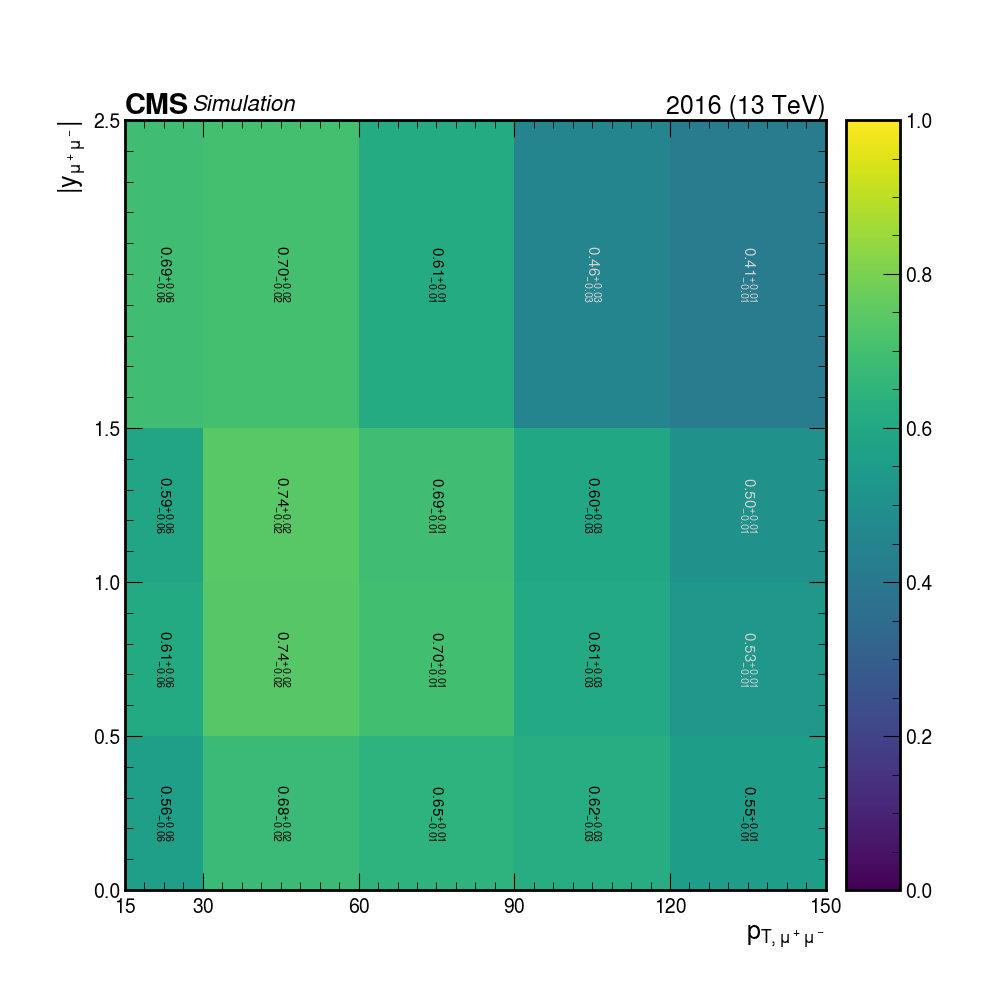 CMS Simulation 2016 (13 TeV)
|y_{μ⁺μ⁻}|
2.5
1.5
1.0
0.5
0.0
0.69 +0.06 −0.06 0.70 +0.02 −0.02 0.61 +0.01 −0.01 0.46 +0.03 −0.03 0.41 +0.01 −0.01
0.59 +0.06 −0.06 0.74 +0.02 −0.02 0.69 +0.01 −0.01 0.60 +0.03 −0.03 0.50 +0.01 −0.01
0.61 +0.06 −0.06 0.74 +0.02 −0.02 0.70 +0.01 −0.01 0.61 +0.03 −0.03 0.53 +0.01 −0.01
0.56 +0.06 −0.06 0.68 +0.02 −0.02 0.65 +0.01 −0.01 0.62 +0.03 −0.03 0.55 +0.01 −0.01
15 30 60 90 120 150
p_{T, μ⁺μ⁻}
1.0
0.8
0.6
0.4
0.2
0.0